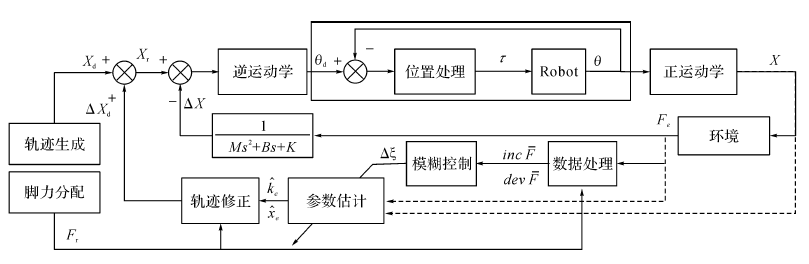 X_d + X_r + 逆运动学 θ_d + − 位置处理 τ Robot θ 正运动学 X
ΔX_d + − ΔX
轨迹生成 1/(Ms²+Bs+K) F_e 环境
脚力分配 轨迹修正 k̂_e x̂_e 参数估计 Δξ 模糊控制 inc F̄ dev F̄ 数据处理
F_r